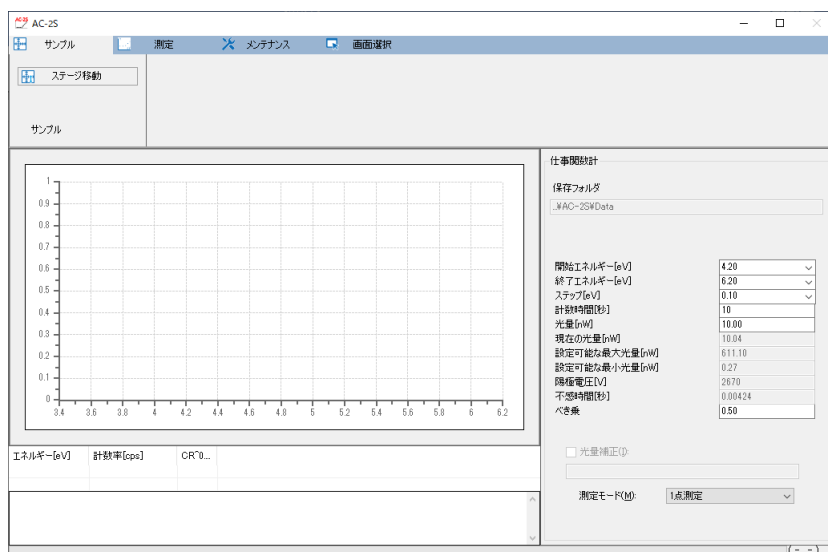 AC-2S
サンプル 測定 メンテナンス 画面選択
ステージ移動
サンプル
仕事関数計
保存フォルダ
..¥AC-2S¥Data
1
0.9
0.8
0.7
0.6
0.5
0.4
0.3
0.2
0.1
0
3.4 3.6 3.8 4 4.2 4.4 4.6 4.8 5 5.2 5.4 5.6 5.8 6 6.2
開始エネルギー[eV] 4.20
終了エネルギー[eV] 6.20
ステップ[eV] 0.10
計数時間[秒] 10
光量[nW] 10.00
現在の光量[nW] 10.04
設定可能な最大光量[nW] 611.10
設定可能な最小光量[nW] 0.27
陽極電圧[V] 2670
不感時間[秒] 0.00424
べき乗 0.50
エネルギー[eV] 計数率[cps] CR^0...
光量補正(I):
測定モード(M): 1点測定